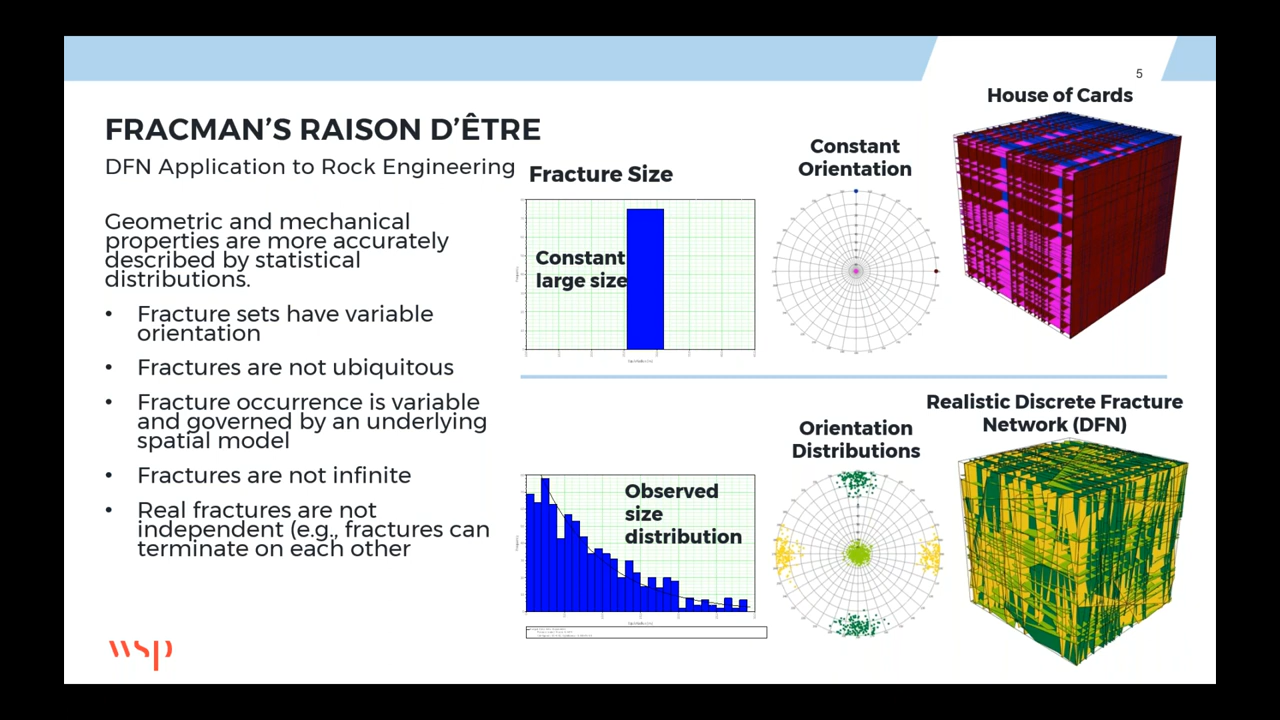 5
FRACMAN'S RAISON D'ÊTRE
DFN Application to Rock Engineering
Geometric and mechanical
properties are more accurately
described by statistical
distributions.
• Fracture sets have variable
orientation
• Fractures are not ubiquitous
• Fracture occurrence is variable
and governed by an underlying
spatial model
• Fractures are not infinite
• Real fractures are not
independent (e.g., fractures can
terminate on each other
Fracture Size
Constant
large size
Constant
Orientation
House of Cards
Observed
size
distribution
Orientation
Distributions
Realistic Discrete Fracture
Network (DFN)
wsp